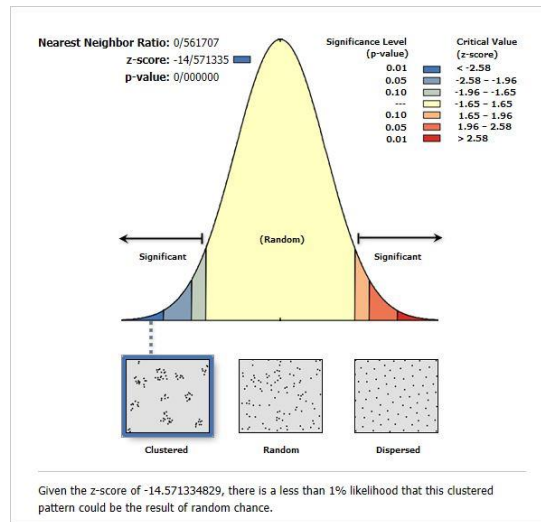 Nearest Neighbor Ratio: 0/561707
z-score: -14/571335
p-value: 0/000000
Significance Level
(p-value)
Critical Value
(z-score)
0.01 < -2.58
0.05 -2.58 – -1.96
0.10 -1.96 – -1.65
--- -1.65 – 1.65
0.10 1.65 – 1.96
0.05 1.96 – 2.58
0.01 > 2.58
(Random)
Significant
Significant
Clustered
Random
Dispersed
Given the z-score of -14.571334829, there is a less than 1% likelihood that this clustered
pattern could be the result of random chance.